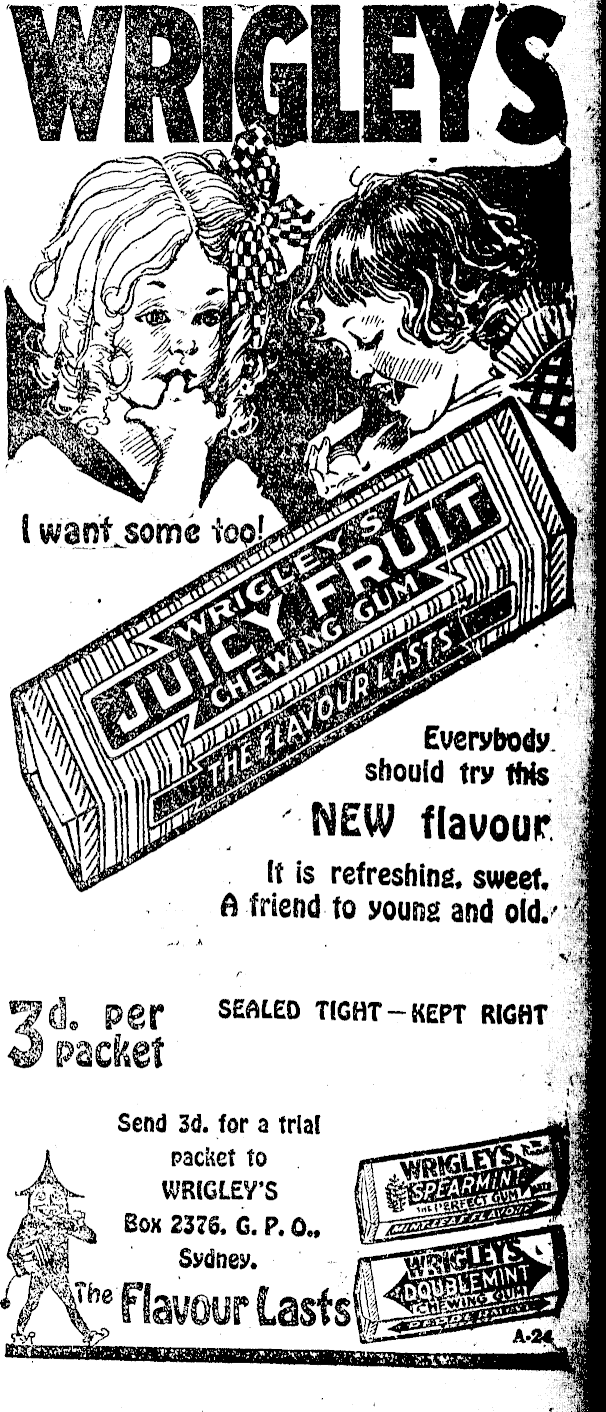 WRIGLEY'S
I want some too!
WRIGLEY'S
JUICY FRUIT
CHEWING GUM
THE FLAVOUR LASTS
Everybody
should try this
NEW flavour.
It is refreshing, sweet.
A friend to young and old.
3d. per
packet
SEALED TIGHT — KEPT RIGHT
Send 3d. for a trial
packet to
WRIGLEY'S
Box 2376, G. P. O.,
Sydney.
The Flavour Lasts
WRIGLEY'S
SPEARMINT
THE PERFECT GUM
MINT LEAF FLAVOUR
WRIGLEY'S
DOUBLEMINT
CHEWING GUM
A-24